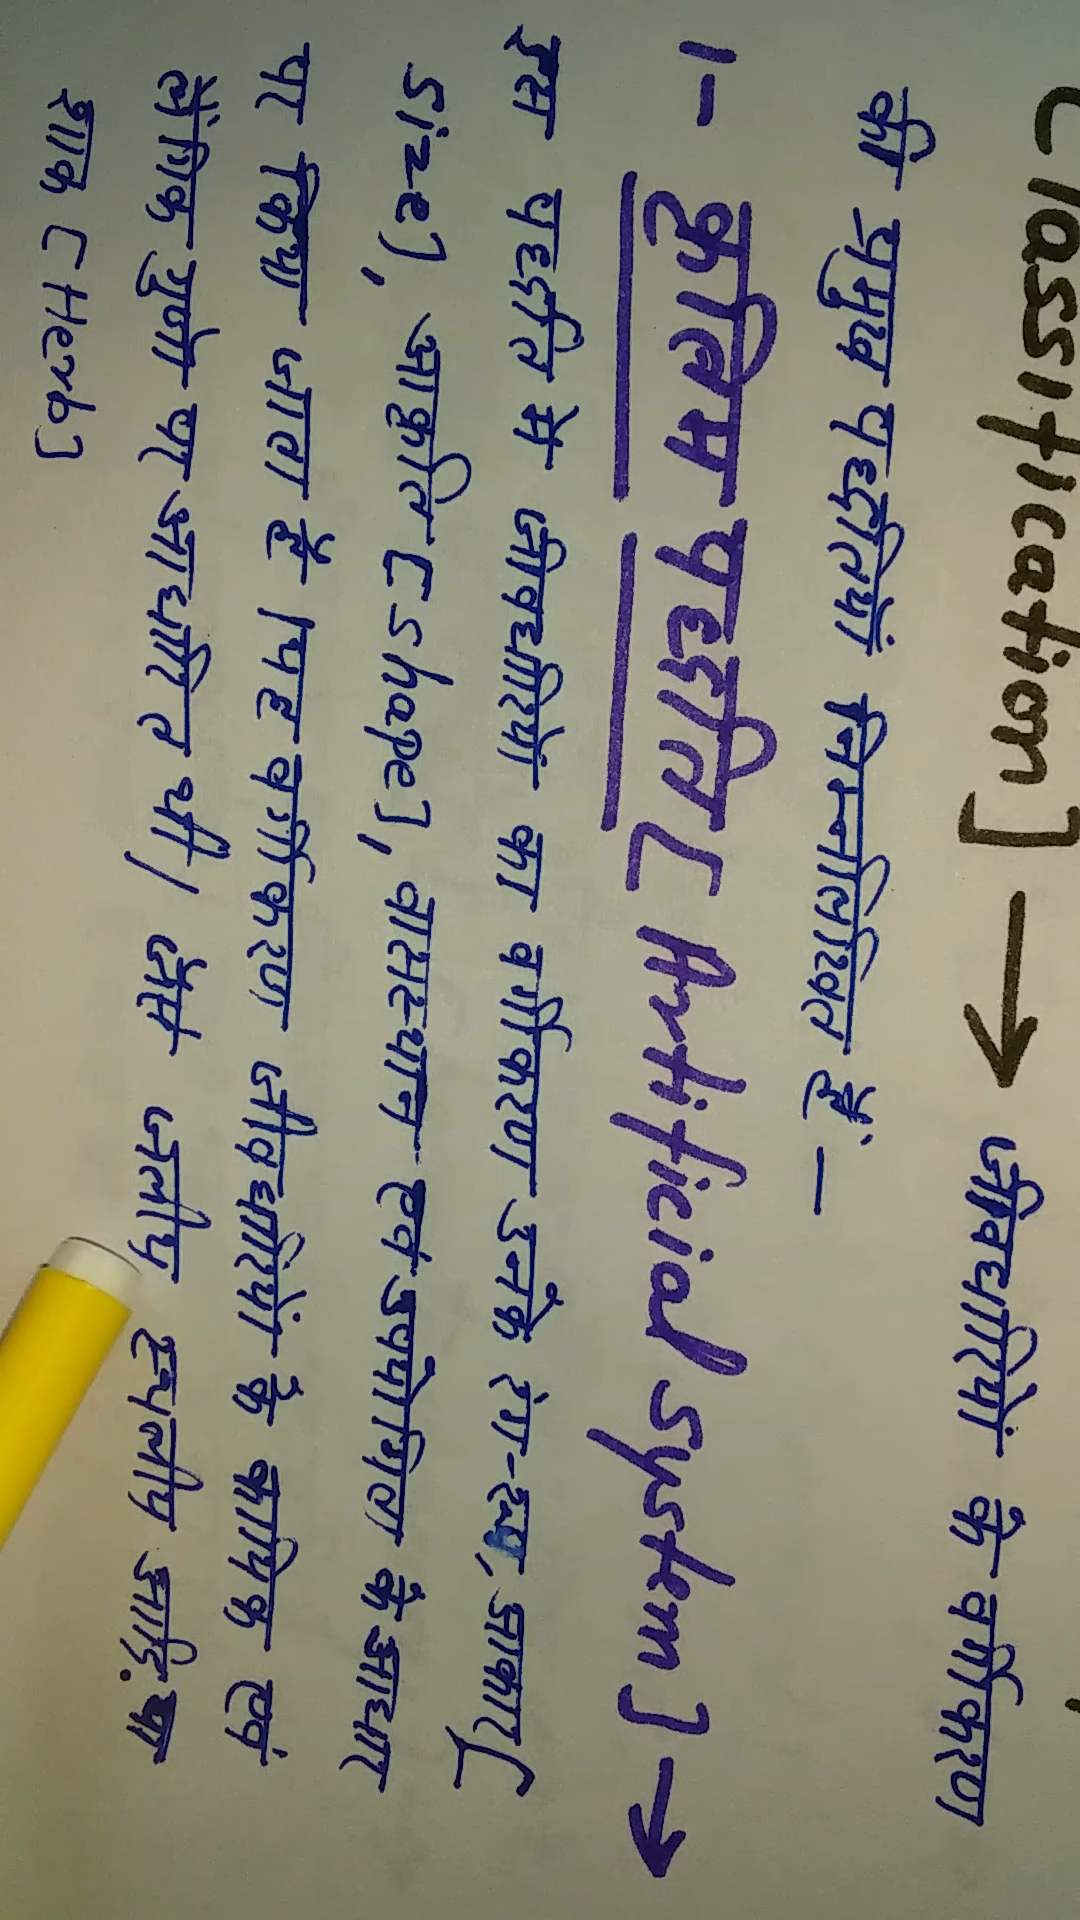 Classification] → जीवधारियों के वर्गीकरण
की प्रमुख पद्धतियाँ निम्नलिखित हैं –
1- कृत्रिम पद्धति [Artificial System] →
इस पद्धति में जीवधारियों का वर्गीकरण उनके रंग-रूप, आकार [
Size], आकृति [Shape], वासस्थान एवं उपयोगिता के आधार
पर किया जाता है। यह वर्गीकरण जीवधारियों के कायिक एवं
लैंगिक गुणों पर आधारित थी। जैसे जलीय स्थलीय आदि. या
शाक [Herb]